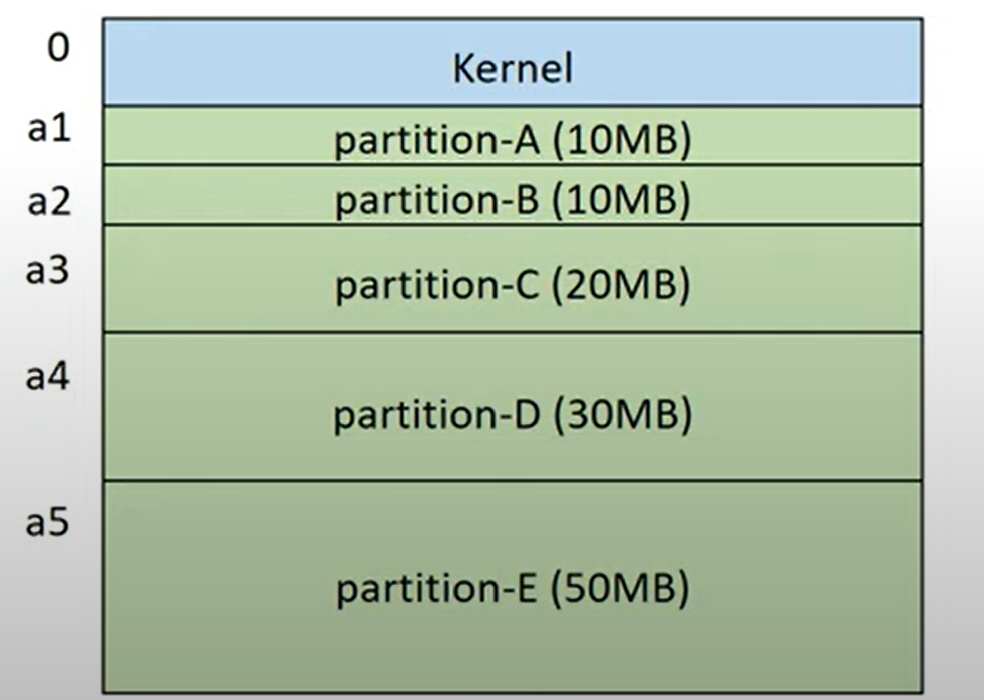 0
Kernel
a1
partition-A (10MB)
a2
partition-B (10MB)
a3
partition-C (20MB)
a4
partition-D (30MB)
a5
partition-E (50MB)